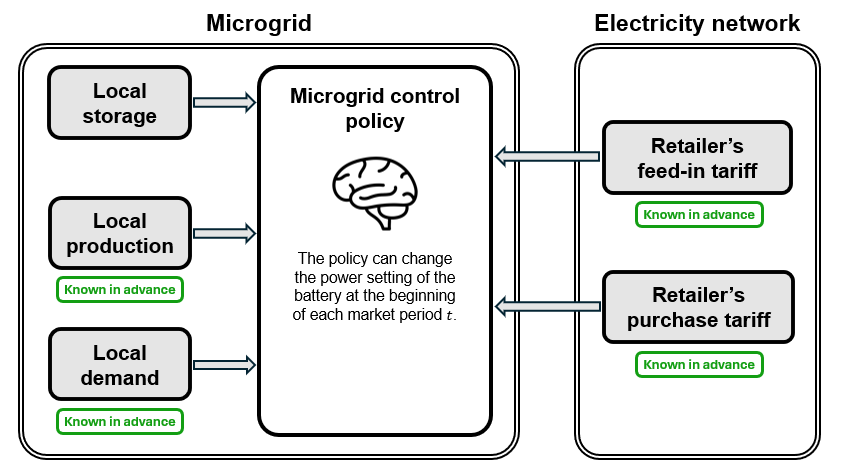 Microgrid
Local
storage
Local
production
Known in advance
Local
demand
Known in advance
Microgrid control
policy
The policy can change
the power setting of the
battery at the beginning
of each market period t.
Electricity network
Retailer's
feed-in tariff
Known in advance
Retailer's
purchase tariff
Known in advance